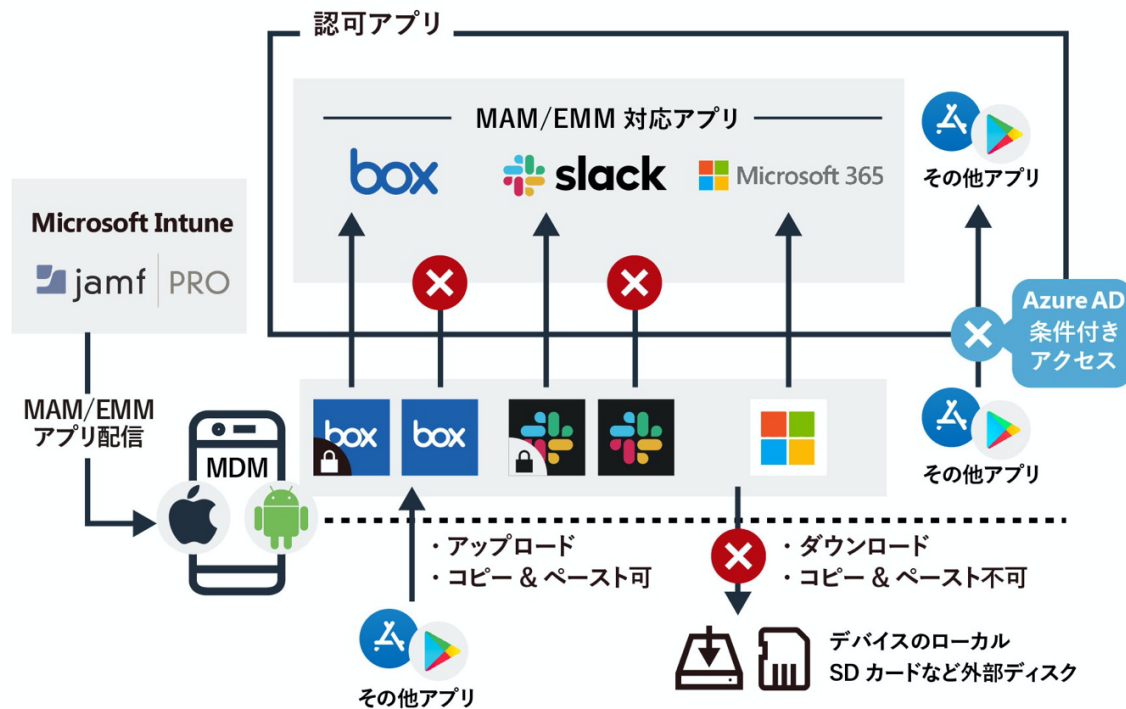 認可アプリ
MAM/EMM 対応アプリ
box
slack
Microsoft 365
その他アプリ
Microsoft Intune
jamf PRO
Azure AD
条件付き
アクセス
MAM/EMM
アプリ配信
MDM
box
box
その他アプリ
・アップロード
・コピー & ペースト可
・ダウンロード
・コピー & ペースト不可
その他アプリ
デバイスのローカル
SD カードなど外部ディスク